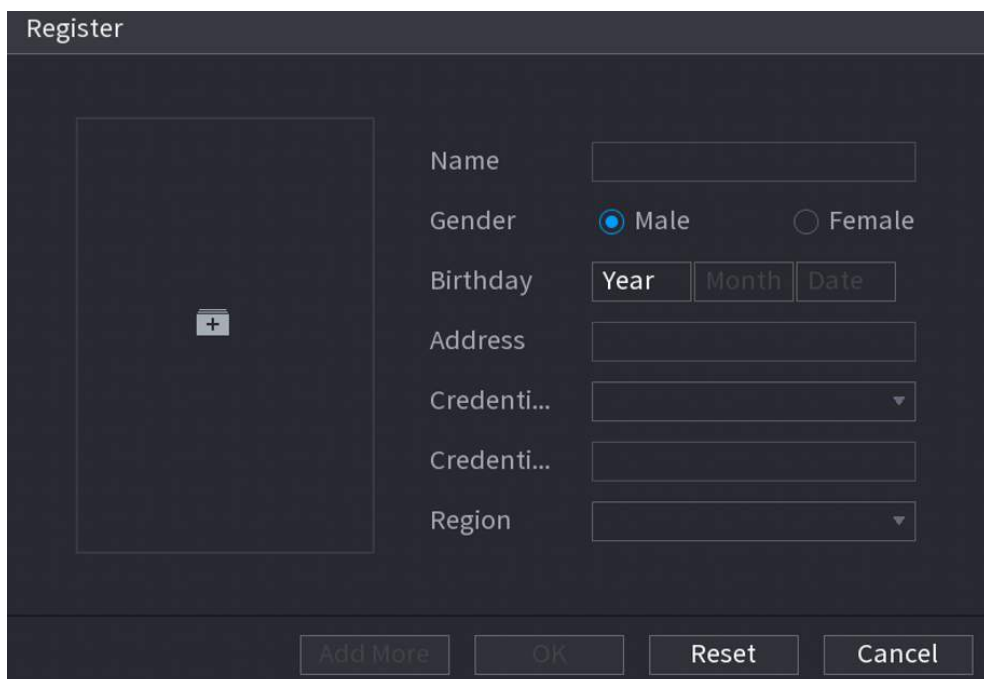 Register
Name
Gender Male Female
Birthday Year Month Date
Address
Credenti...
Credenti...
Region
Add More OK Reset Cancel